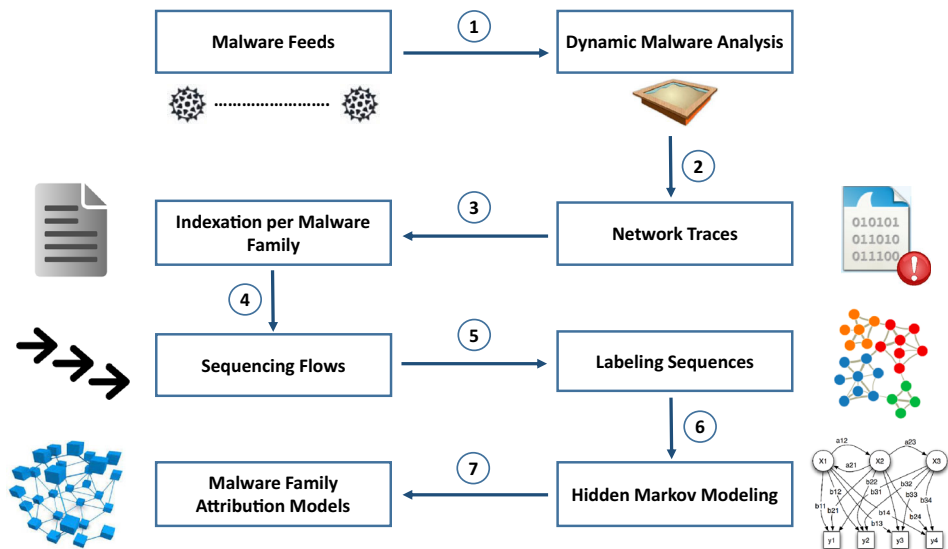 Malware Feeds
1
Dynamic Malware Analysis
2
Indexation per Malware
Family
3
Network Traces
010101
011010
011100
!
4
Sequencing Flows
5
Labeling Sequences
6
Malware Family
Attribution Models
7
Hidden Markov Modeling
a12
a23
X1
X2
X3
a21
b12
b22
b31
b32
b33
b34
b11
b21
b14
b13
b24
y1
y2
y3
y4